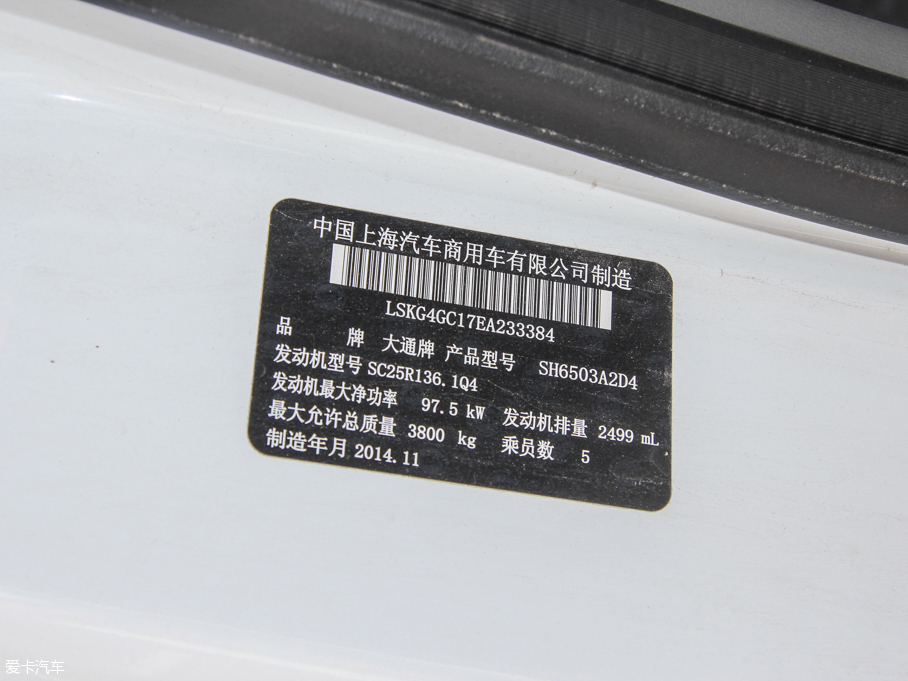 中国上海汽车商用车有限公司制造
LSKG4GC17EA233384
品 牌 大通牌 产品型号 SH6503A2D4
发动机型号 SC25R136.1Q4
发动机最大净功率 97.5 kW 发动机排量 2499 mL
最大允许总质量 3800 kg 乘员数 5
制造年月 2014.11
爱卡汽车